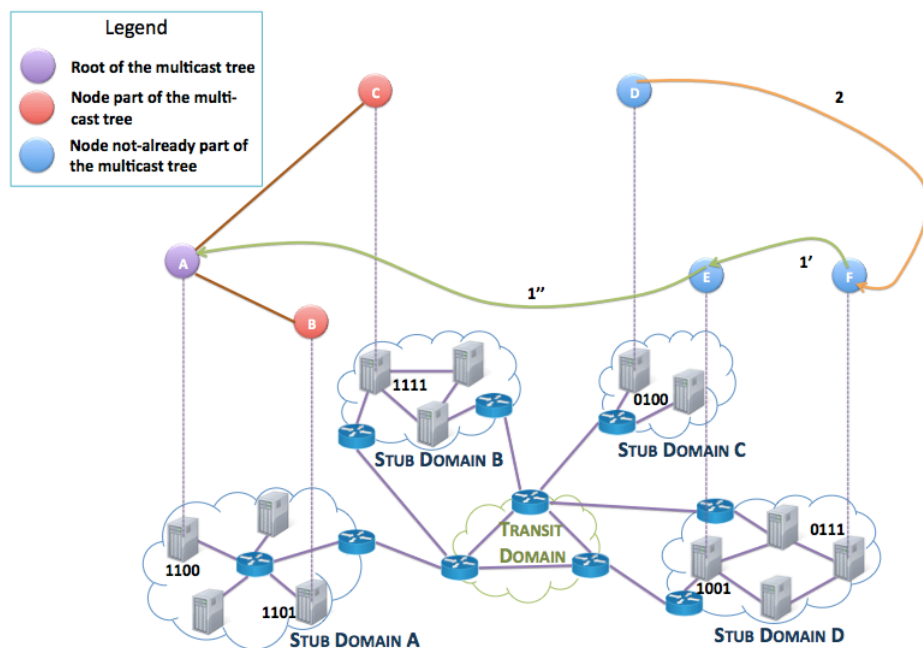 Legend
Root of the multicast tree
Node part of the multi-
cast tree
Node not-already part of
the multicast tree
C
D
2
A
1''
E
1'
F
B
1111
0100
STUB DOMAIN B
STUB DOMAIN C
TRANSIT
DOMAIN
0111
1100
1001
1101
STUB DOMAIN A
STUB DOMAIN D